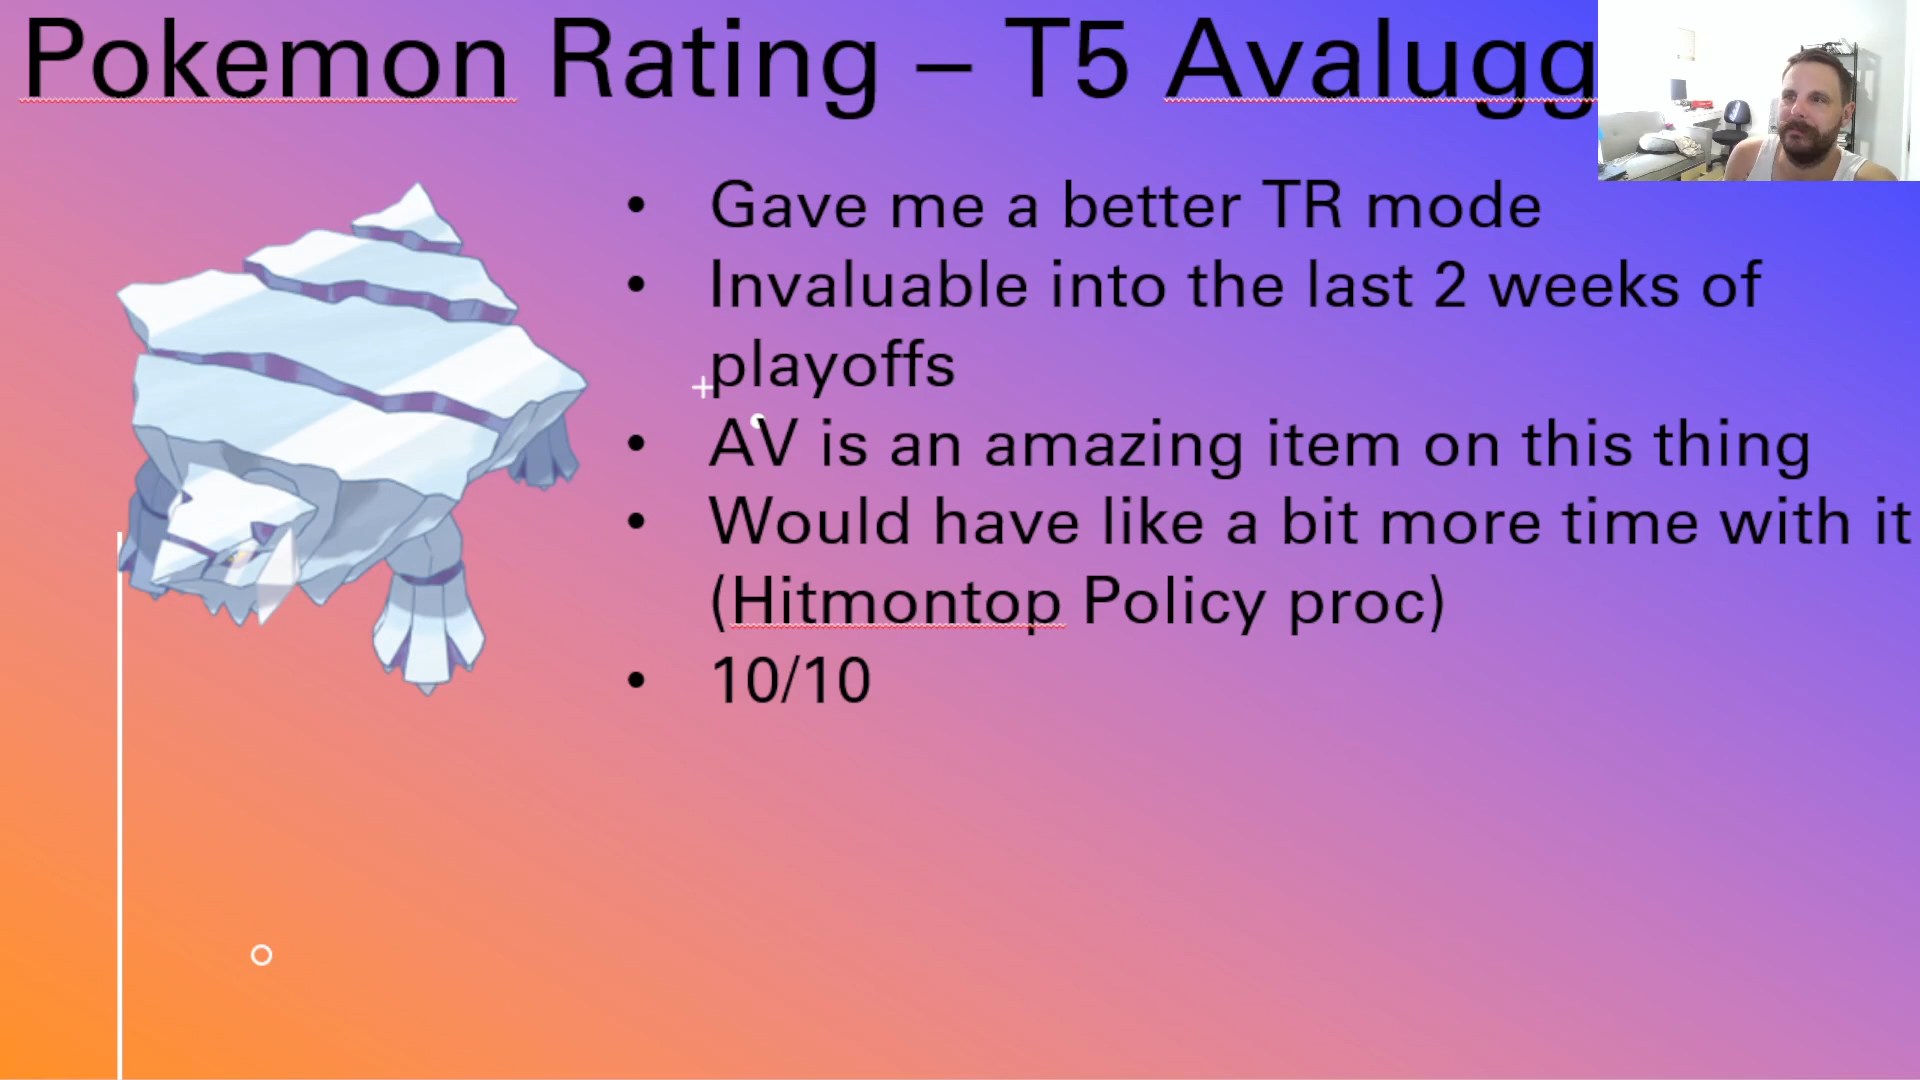 Pokemon Rating – T5 Avalugg
• Gave me a better TR mode
• Invaluable into the last 2 weeks of
playoffs
• AV is an amazing item on this thing
• Would have like a bit more time with it
(Hitmontop Policy proc)
• 10/10